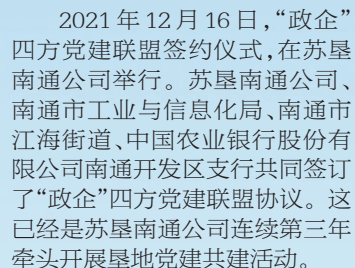 2021年12月16日,“政企”
四方党建联盟签约仪式,在苏垦
南通公司举行。苏垦南通公司、
南通市工业与信息化局、南通市
江海街道、中国农业银行股份有
限公司南通开发区支行共同签订
了“政企”四方党建联盟协议。这
已经是苏垦南通公司连续第三年
牵头开展垦地党建共建活动。